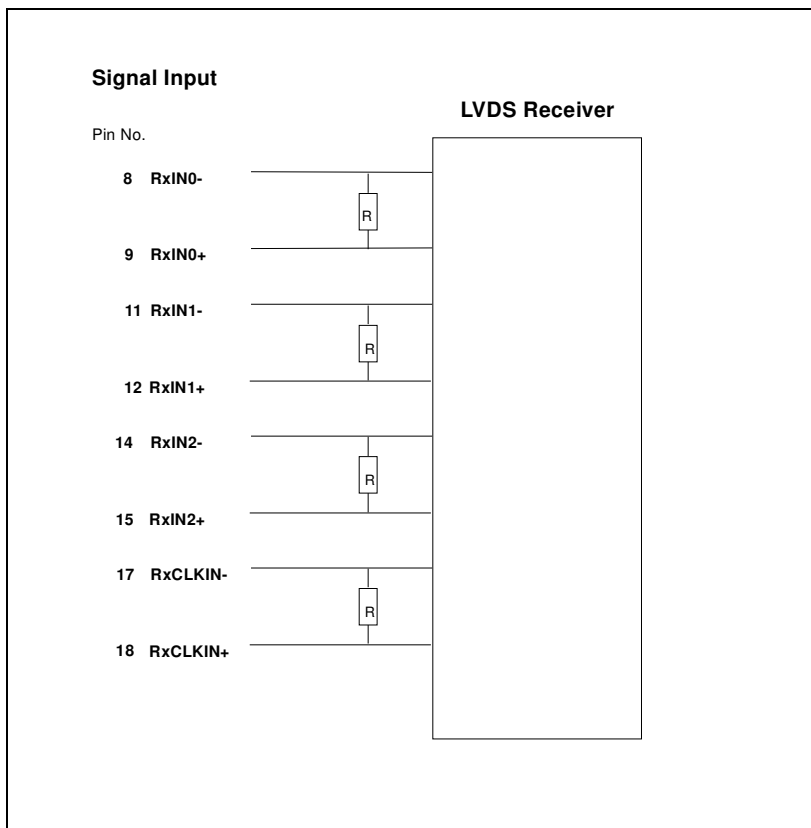 Signal Input
LVDS Receiver
Pin No.
8 RxIN0-
R
9 RxIN0+
11 RxIN1-
R
12 RxIN1+
14 RxIN2-
R
15 RxIN2+
17 RxCLKIN-
R
18 RxCLKIN+